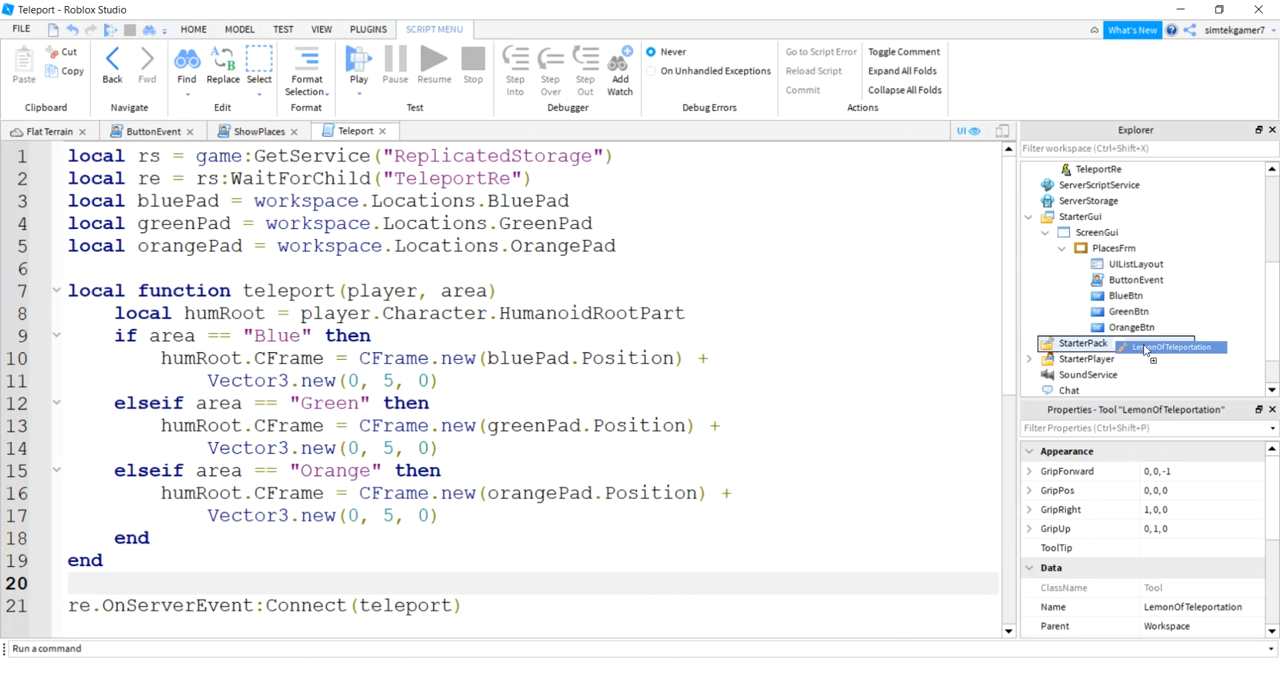 Teleport - Roblox Studio
FILE HOME MODEL TEST VIEW PLUGINS SCRIPT MENU What's New simtekgamer7
Paste Cut Copy Back Fwd Find Replace Select Format Selection Play Pause Resume Stop Step Into Step Over Step Out Add Watch Never On Unhandled Exceptions Go to Script Error Reload Script Commit Toggle Comment Expand All Folds Collapse All Folds
Clipboard Navigate Edit Format Test Debugger Debug Errors Actions
Flat Terrain ButtonEvent ShowPlaces Teleport UI
1 local rs = game:GetService("ReplicatedStorage")
2 local re = rs:WaitForChild("TeleportRe")
3 local bluePad = workspace.Locations.BluePad
4 local greenPad = workspace.Locations.GreenPad
5 local orangePad = workspace.Locations.OrangePad
6
7 local function teleport(player, area)
8 local humRoot = player.Character.HumanoidRootPart
9 if area == "Blue" then
10 humRoot.CFrame = CFrame.new(bluePad.Position) +
11 Vector3.new(0, 5, 0)
12 elseif area == "Green" then
13 humRoot.CFrame = CFrame.new(greenPad.Position) +
14 Vector3.new(0, 5, 0)
15 elseif area == "Orange" then
16 humRoot.CFrame = CFrame.new(orangePad.Position) +
17 Vector3.new(0, 5, 0)
18 end
19 end
20
21 re.OnServerEvent:Connect(teleport)
Explorer
Filter workspace (Ctrl+Shift+X)
TeleportRe
ServerScriptService
ServerStorage
StarterGui
ScreenGui
PlacesFrm
UIListLayout
ButtonEvent
BlueBtn
GreenBtn
OrangeBtn
StarterPack LemonOfTeleportation
StarterPlayer
SoundService
Chat
Properties - Tool "LemonOfTeleportation"
Filter Properties (Ctrl+Shift+P)
Appearance
GripForward 0,0,-1
GripPos 0,0,0
GripRight 1,0,0
GripUp 0,1,0
ToolTip
Data
ClassName Tool
Name LemonOfTeleportation
Parent Workspace
Run a command